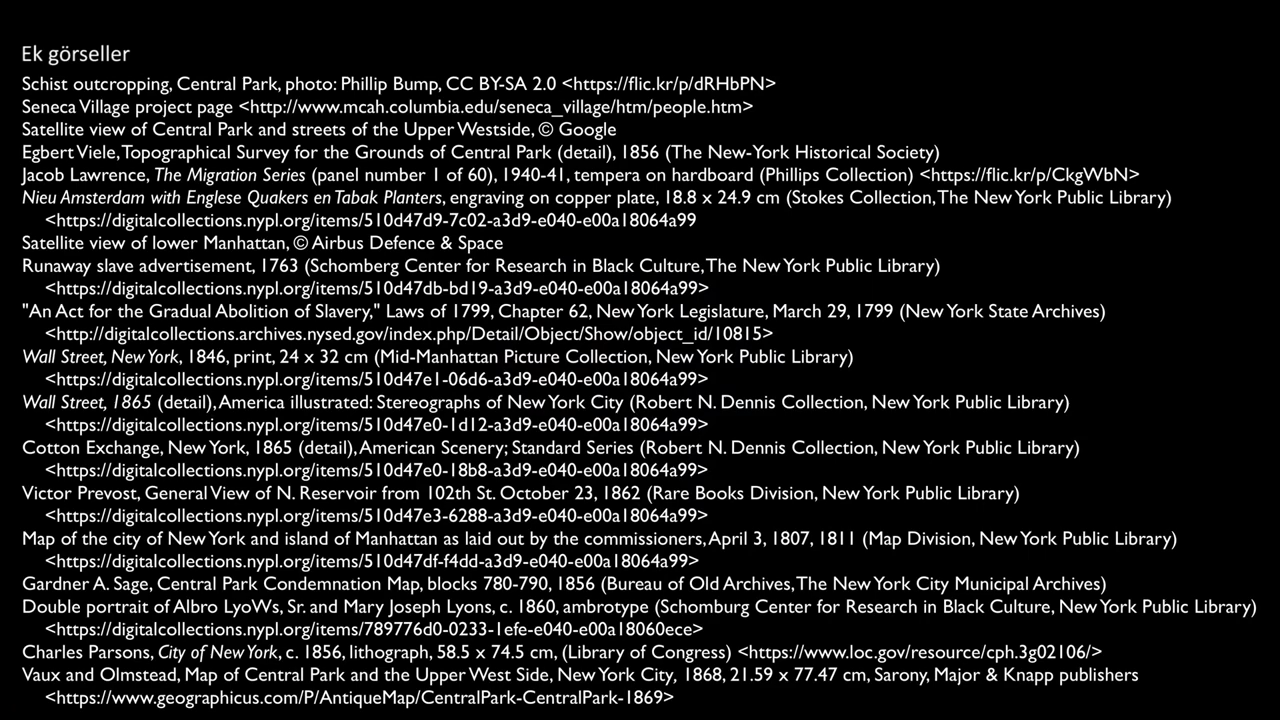 Ek görseller
Schist outcropping, Central Park, photo: Phillip Bump, CC BY-SA 2.0 <https://flic.kr/p/dRHbPN>
Seneca Village project page <http://www.mcah.columbia.edu/seneca_village/htm/people.htm>
Satellite view of Central Park and streets of the Upper Westside, © Google
Egbert Viele, Topographical Survey for the Grounds of Central Park (detail), 1856 (The New-York Historical Society)
Jacob Lawrence, The Migration Series (panel number 1 of 60), 1940-41, tempera on hardboard (Phillips Collection) <https://flic.kr/p/CkgWbN>
Nieu Amsterdam with Englese Quakers en Tabak Planters, engraving on copper plate, 18.8 x 24.9 cm (Stokes Collection, The New York Public Library)
<https://digitalcollections.nypl.org/items/510d47d9-7c02-a3d9-e040-e00a18064a99
Satellite view of lower Manhattan, © Airbus Defence & Space
Runaway slave advertisement, 1763 (Schomberg Center for Research in Black Culture, The New York Public Library)
<https://digitalcollections.nypl.org/items/510d47db-bd19-a3d9-e040-e00a18064a99>
"An Act for the Gradual Abolition of Slavery," Laws of 1799, Chapter 62, New York Legislature, March 29, 1799 (New York State Archives)
<http://digitalcollections.archives.nysed.gov/index.php/Detail/Object/Show/object_id/10815>
Wall Street, New York, 1846, print, 24 x 32 cm (Mid-Manhattan Picture Collection, New York Public Library)
<https://digitalcollections.nypl.org/items/510d47e1-06d6-a3d9-e040-e00a18064a99>
Wall Street, 1865 (detail), America illustrated: Stereographs of New York City (Robert N. Dennis Collection, New York Public Library)
<https://digitalcollections.nypl.org/items/510d47e0-1d12-a3d9-e040-e00a18064a99>
Cotton Exchange, New York, 1865 (detail), American Scenery; Standard Series (Robert N. Dennis Collection, New York Public Library)
<https://digitalcollections.nypl.org/items/510d47e0-18b8-a3d9-e040-e00a18064a99>
Victor Prevost, General View of N. Reservoir from 102th St. October 23, 1862 (Rare Books Division, New York Public Library)
<https://digitalcollections.nypl.org/items/510d47e3-6288-a3d9-e040-e00a18064a99>
Map of the city of New York and island of Manhattan as laid out by the commissioners, April 3, 1807, 1811 (Map Division, New York Public Library)
<https://digitalcollections.nypl.org/items/510d47df-f4dd-a3d9-e040-e00a18064a99>
Gardner A. Sage, Central Park Condemnation Map, blocks 780-790, 1856 (Bureau of Old Archives, The New York City Municipal Archives)
Double portrait of Albro LyoWs, Sr. and Mary Joseph Lyons, c. 1860, ambrotype (Schomburg Center for Research in Black Culture, New York Public Library)
<https://digitalcollections.nypl.org/items/789776d0-0233-1efe-e040-e00a18060ece>
Charles Parsons, City of New York, c. 1856, lithograph, 58.5 x 74.5 cm, (Library of Congress) <https://www.loc.gov/resource/cph.3g02106/>
Vaux and Olmstead, Map of Central Park and the Upper West Side, New York City, 1868, 21.59 x 77.47 cm, Sarony, Major & Knapp publishers
<https://www.geographicus.com/P/AntiqueMap/CentralPark-CentralPark-1869>